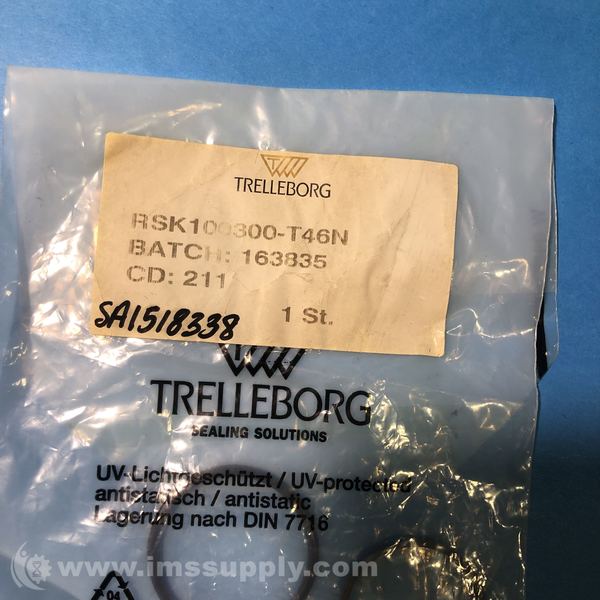 TRELLEBORG
RSK100300-T46N
BATCH: 163835
CD: 211
1 St.
SA1518338
TRELLEBORG
SEALING SOLUTIONS
UV-Lichtgeschützt / UV-protected
antistatisch / antistatic
Lagerung nach DIN 7716
04
www.imssupply.com